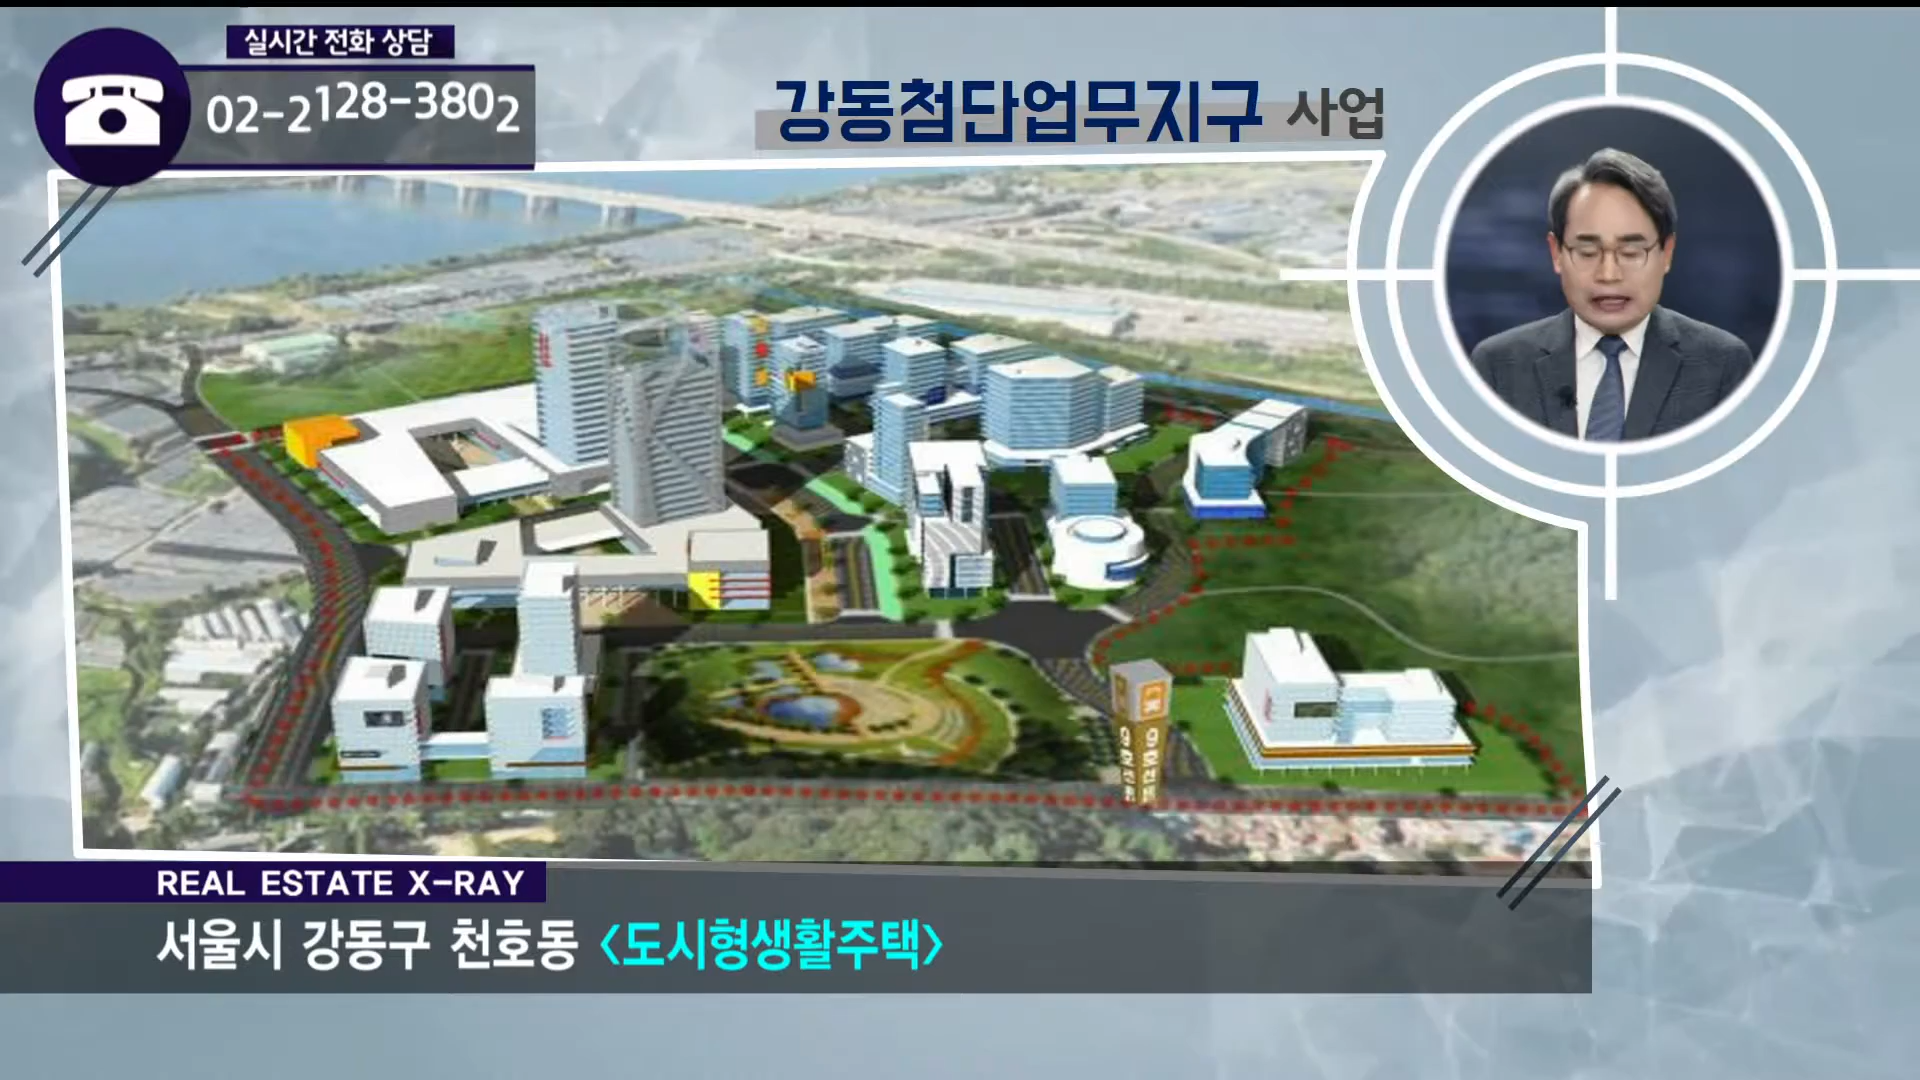 실시간 전화 상담
02-2128-3802
강동첨단업무지구 사업
REAL ESTATE X-RAY
서울시 강동구 천호동 <도시형생활주택>